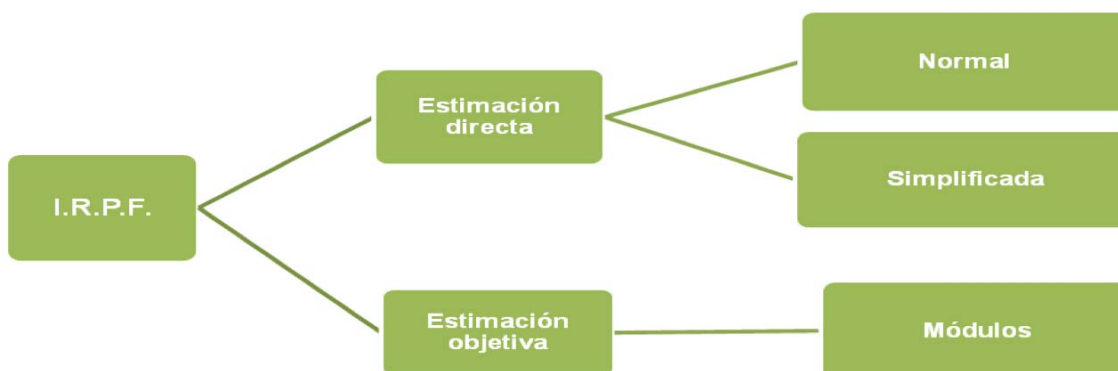 I.R.P.F.
Estimación
directa
Normal
Simplificada
Estimación
objetiva
Módulos